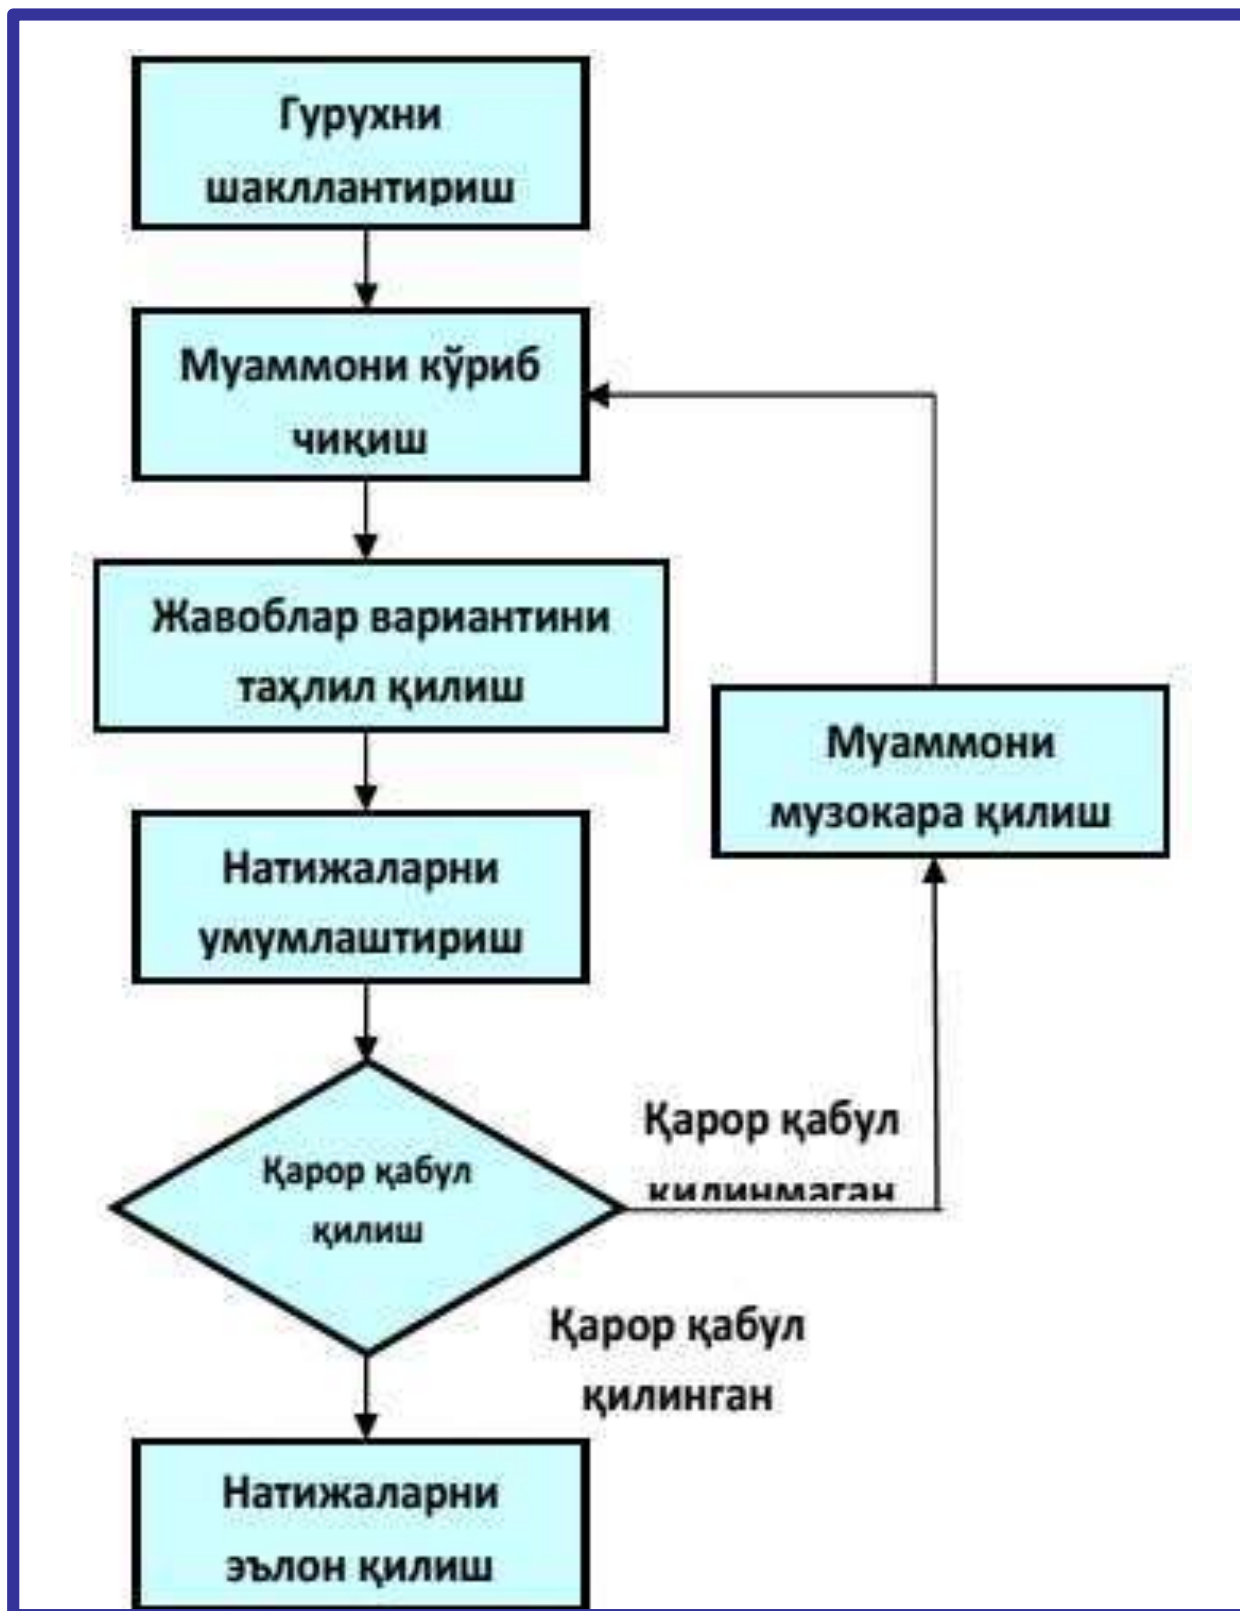 Гурухни
шакллантириш
Муаммони кўриб
чиқиш
Жавоблар вариантини
таҳлил қилиш
Муаммони
музокара қилиш
Натижаларни
умумлаштириш
Қарор қабул
қилиш
Қарор қабул
қилинмаган
Қарор қабул
қилинган
Натижаларни
эълон қилиш